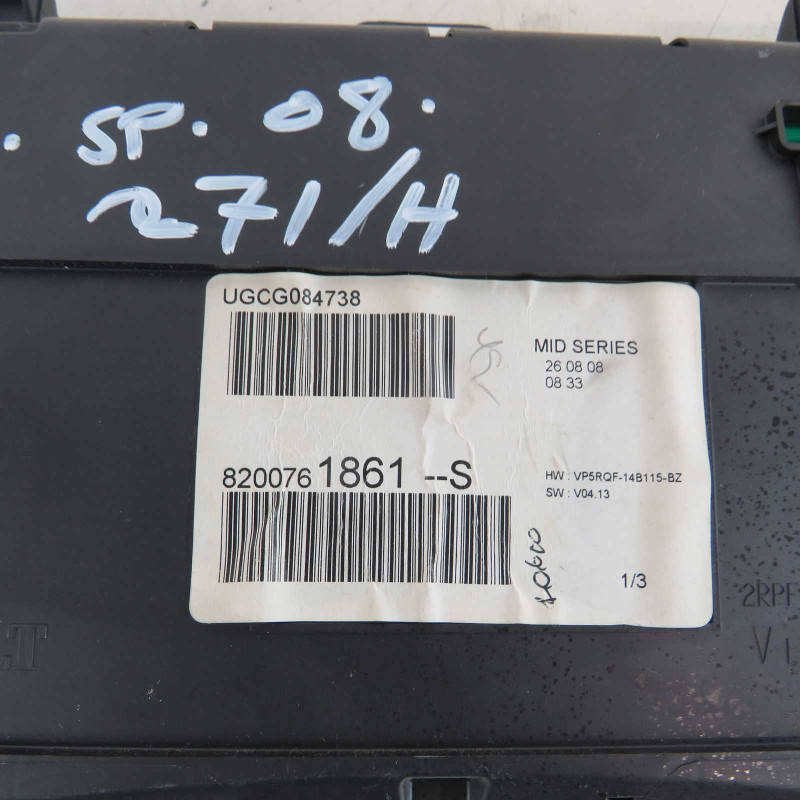 . SP. 08.
271/H
UGCG084738
MID SERIES
26 08 08
08 33
8200761861 --S
HW : VP5RQF-14B115-BZ
SW : V04.13
1/3
2RPF
V